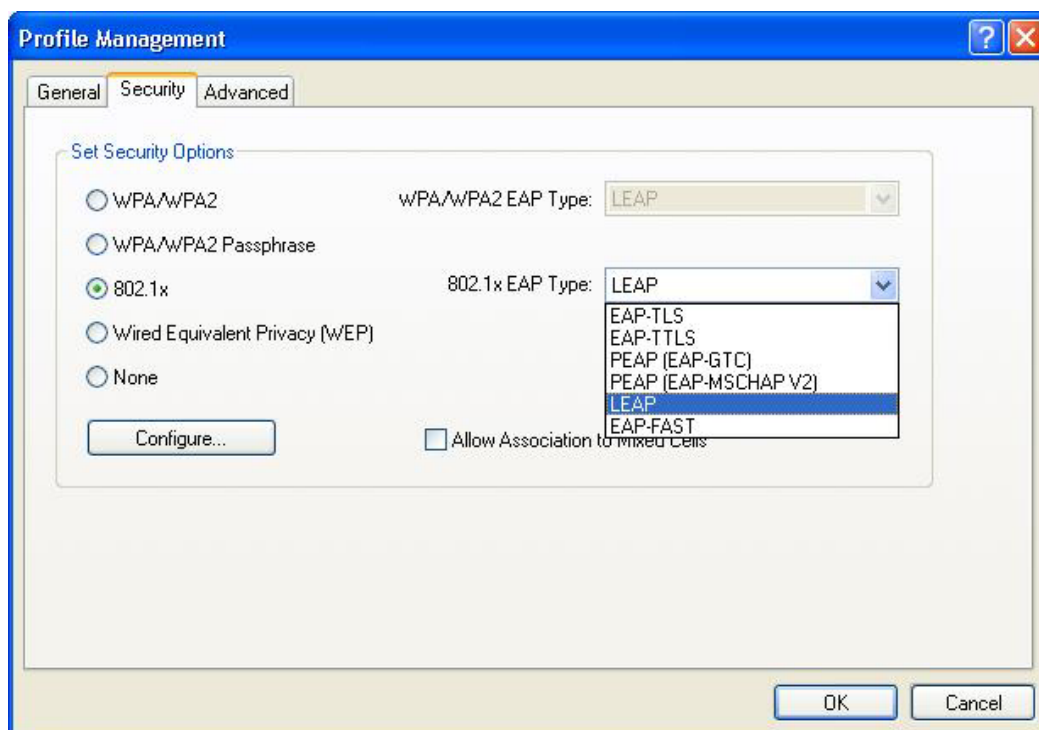 Profile Management
General Security Advanced
Set Security Options
WPA/WPA2 WPA/WPA2 EAP Type: LEAP
WPA/WPA2 Passphrase
802.1x 802.1x EAP Type: LEAP
EAP-TLS
EAP-TTLS
PEAP (EAP-GTC)
PEAP (EAP-MSCHAP V2)
LEAP
EAP-FAST
Wired Equivalent Privacy (WEP)
None
Configure... Allow Association to Mixed Cells
OK Cancel